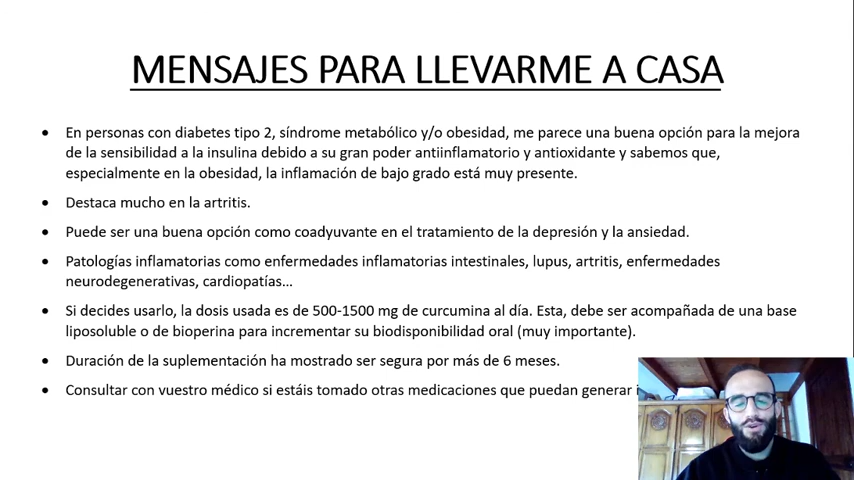 MENSAJES PARA LLEVARME A CASA
• En personas con diabetes tipo 2, síndrome metabólico y/o obesidad, me parece una buena opción para la mejora
de la sensibilidad a la insulina debido a su gran poder antiinflamatorio y antioxidante y sabemos que,
especialmente en la obesidad, la inflamación de bajo grado está muy presente.
• Destaca mucho en la artritis.
• Puede ser una buena opción como coadyuvante en el tratamiento de la depresión y la ansiedad.
• Patologías inflamatorias como enfermedades inflamatorias intestinales, lupus, artritis, enfermedades
neurodegenerativas, cardiopatías...
• Si decides usarlo, la dosis usada es de 500-1500 mg de curcumina al día. Esta, debe ser acompañada de una base
liposoluble o de bioperina para incrementar su biodisponibilidad oral (muy importante).
• Duración de la suplementación ha mostrado ser segura por más de 6 meses.
• Consultar con vuestro médico si estáis tomado otras medicaciones que puedan generar